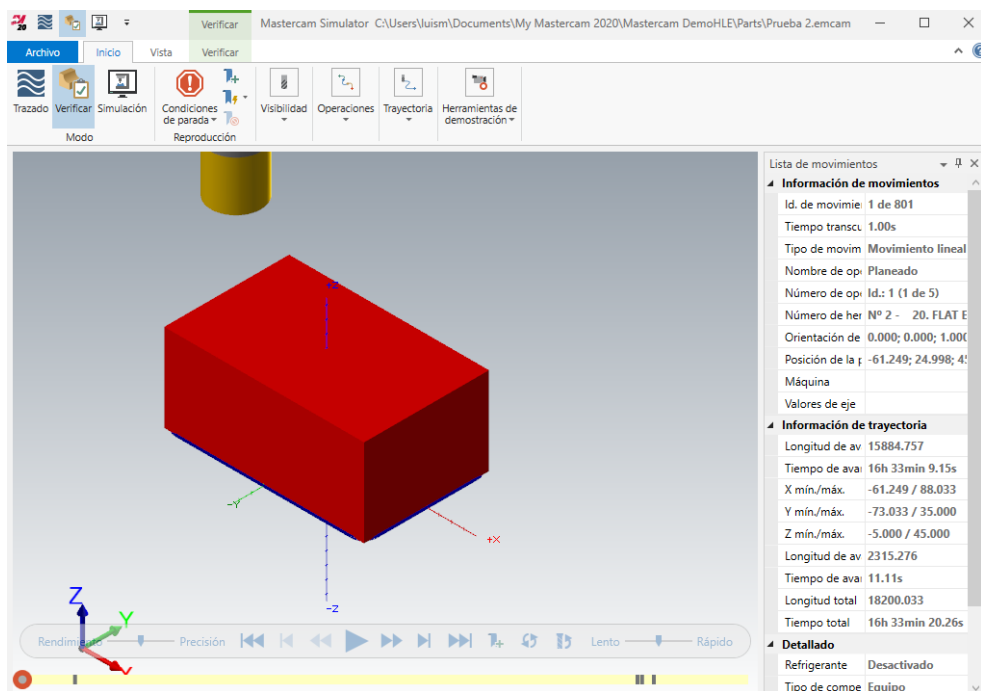 Verificar Mastercam Simulator C:\Users\luism\Documents\My Mastercam 2020\Mastercam DemoHLE\Parts\Prueba 2.emcam
Archivo Inicio Vista Verificar
Trazado Verificar Simulación Condiciones de parada Visibilidad Operaciones Trayectoria Herramientas de demostración
Modo Reproducción
Lista de movimientos
Información de movimientos
Id. de movimie 1 de 801
Tiempo transcu 1.00s
Tipo de movim Movimiento lineal
Nombre de op Planeado
Número de op Id.: 1 (1 de 5)
Número de her Nº 2 - 20. FLAT E
Orientación de 0.000; 0.000; 1.000
Posición de la p -61.249; 24.998; 4
Máquina
Valores de eje
Información de trayectoria
Longitud de av 15884.757
Tiempo de ava 16h 33min 9.15s
X mín./máx. -61.249 / 88.033
Y mín./máx. -73.033 / 35.000
Z mín./máx. -5.000 / 45.000
Longitud de av 2315.276
Tiempo de ava 11.11s
Longitud total 18200.033
Tiempo total 16h 33min 20.26s
Detallado
Refrigerante Desactivado
Tipo de compe Equipo
+Z
-Y
+X
-Z
Z
Y
Rendimiento Precisión Lento Rápido